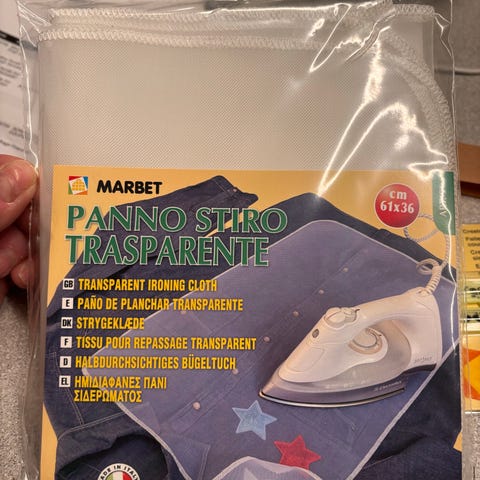 MARBET
PANNO STIRO
TRASPARENTE
cm
61x36
GB TRANSPARENT IRONING CLOTH
E PAÑO DE PLANCHAR TRANSPARENTE
DK STRYGEKLÆDE
F TISSU POUR REPASSAGE TRANSPARENT
D HALBDURCHSICHTIGES BÜGELTUCH
EL ΗΜΙΔΙΑΦΑΝΕΣ ΠΑΝΙ
ΣΙΔΕΡΩΜΑΤΟΣ
MADE IN ITALY